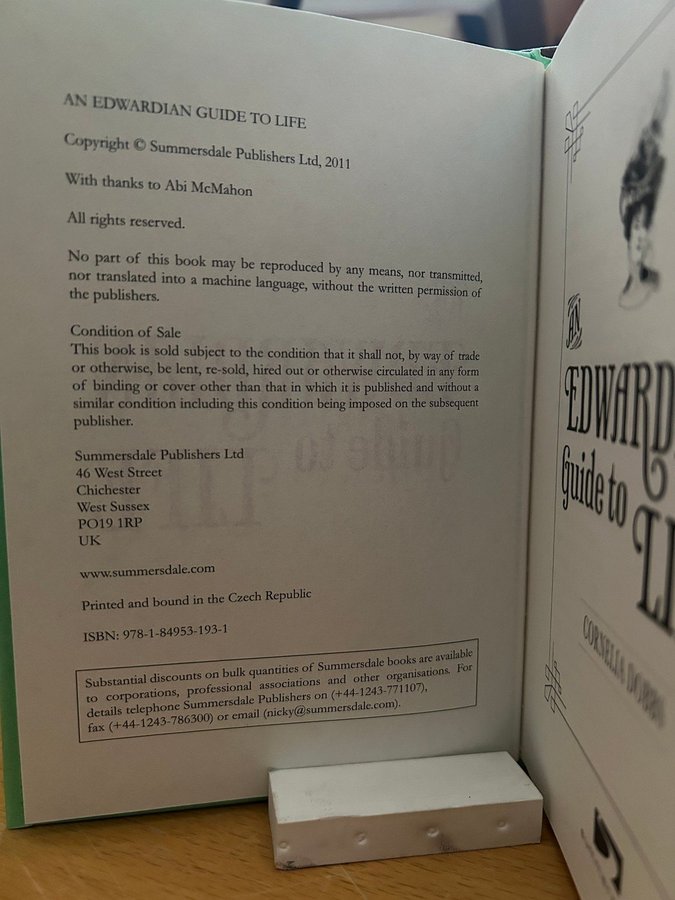 AN EDWARDIAN GUIDE TO LIFE
Copyright © Summersdale Publishers Ltd, 2011
With thanks to Abi McMahon
All rights reserved.
No part of this book may be reproduced by any means, nor transmitted,
nor translated into a machine language, without the written permission of
the publishers.
Condition of Sale
This book is sold subject to the condition that it shall not, by way of trade
or otherwise, be lent, re-sold, hired out or otherwise circulated in any form
of binding or cover other than that in which it is published and without a
similar condition including this condition being imposed on the subsequent
publisher.
Summersdale Publishers Ltd
46 West Street
Chichester
West Sussex
PO19 1RP
UK
www.summersdale.com
Printed and bound in the Czech Republic
ISBN: 978-1-84953-193-1
Substantial discounts on bulk quantities of Summersdale books are available
to corporations, professional associations and other organisations. For
details telephone Summersdale Publishers on (+44-1243-771107),
fax (+44-1243-786300) or email (nicky@summersdale.com).
AN
EDWARD
Guide to
LI
CORNELIA